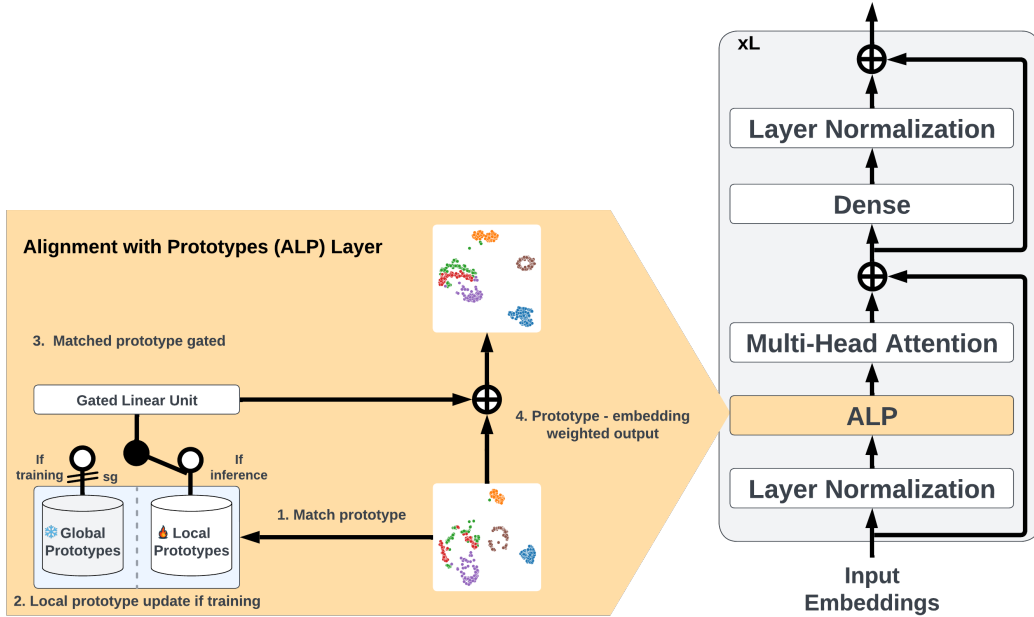 Alignment with Prototypes (ALP) Layer
3. Matched prototype gated
Gated Linear Unit
4. Prototype - embedding
weighted output
If
training
sg
If
inference
Global
Prototypes
Local
Prototypes
1. Match prototype
2. Local prototype update if training
xL
Layer Normalization
Dense
Multi-Head Attention
ALP
Layer Normalization
Input
Embeddings